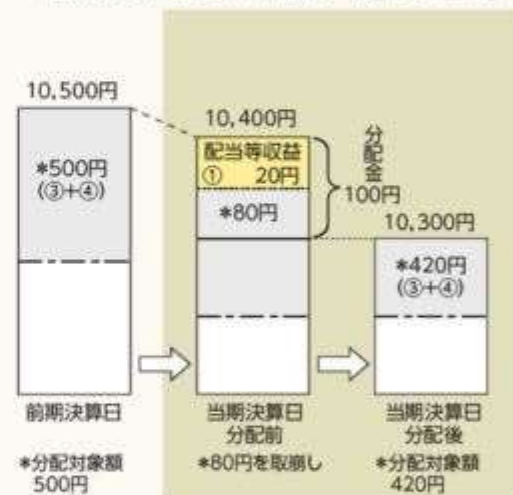 10,500円
*500円
(③+④)
前期決算日
*分配対象額
500円
10,400円
配当等収益
① 20円
*80円
分配金
100円
当期決算日
分配前
*80円を取崩し
10,300円
*420円
(③+④)
当期決算日
分配後
*分配対象額
420円